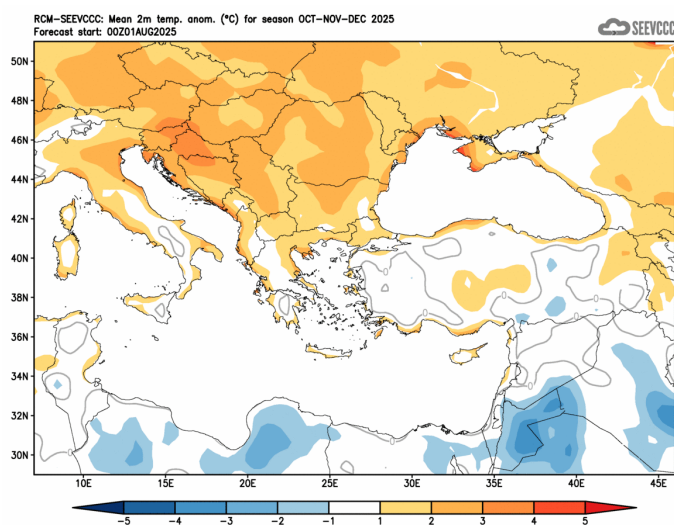 RCM-SEEVCCC: Mean 2m temp. anom. (°C) for season OCT-NOV-DEC 2025
Forecast start: 00Z01AUG2025
SEEVCCC
50N
48N
46N
44N
42N
40N
38N
36N
34N
32N
30N
10E 15E 20E 25E 30E 35E 40E 45E
-5 -4 -3 -2 -1 1 2 3 4 5